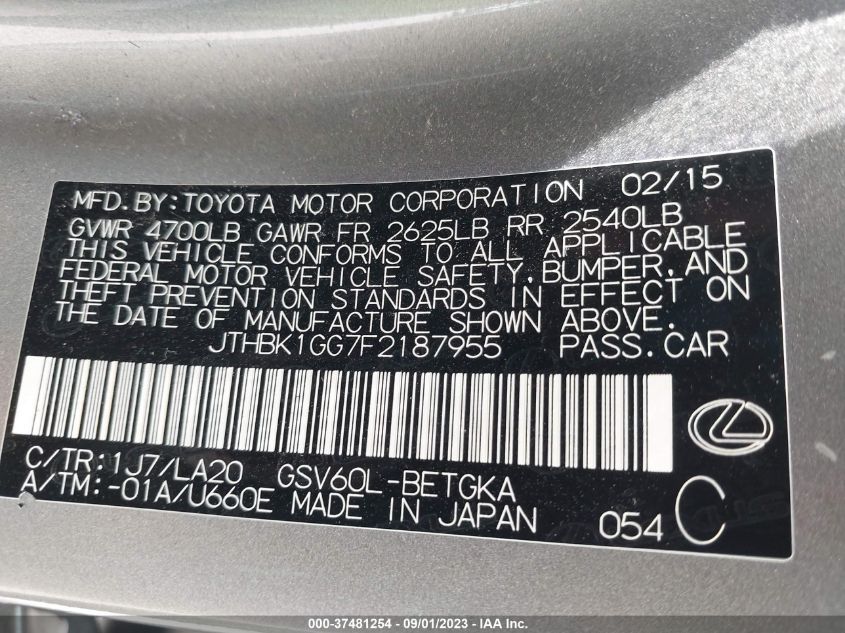 MFD.BY:TOYOTA MOTOR CORPORATION 02/15
GVWR 4700LB GAWR FR 2625LB RR 2540LB
THIS VEHICLE CONFORMS TO ALL APPLICABLE
FEDERAL MOTOR VEHICLE SAFETY,BUMPER,AND
THEFT PREVENTION STANDARDS IN EFFECT ON
THE DATE OF MANUFACTURE SHOWN ABOVE.
JTHBK1GG7F2187955 PASS.CAR
C/TR:1J7/LA20 GSV60L-BETGKA
A/TM:-01A/U660E MADE IN JAPAN 054 C
000-37481254 - 09/01/2023 - IAA Inc.